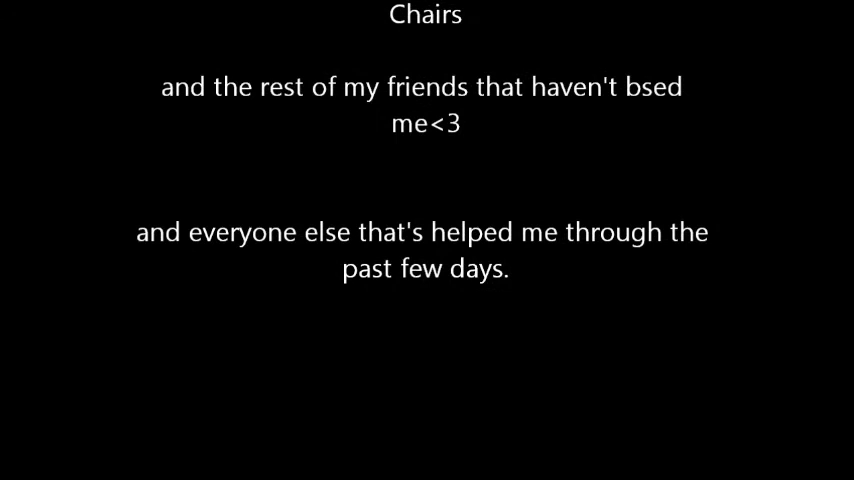 Chairs
and the rest of my friends that haven't bsed
me<3
and everyone else that's helped me through the
past few days.